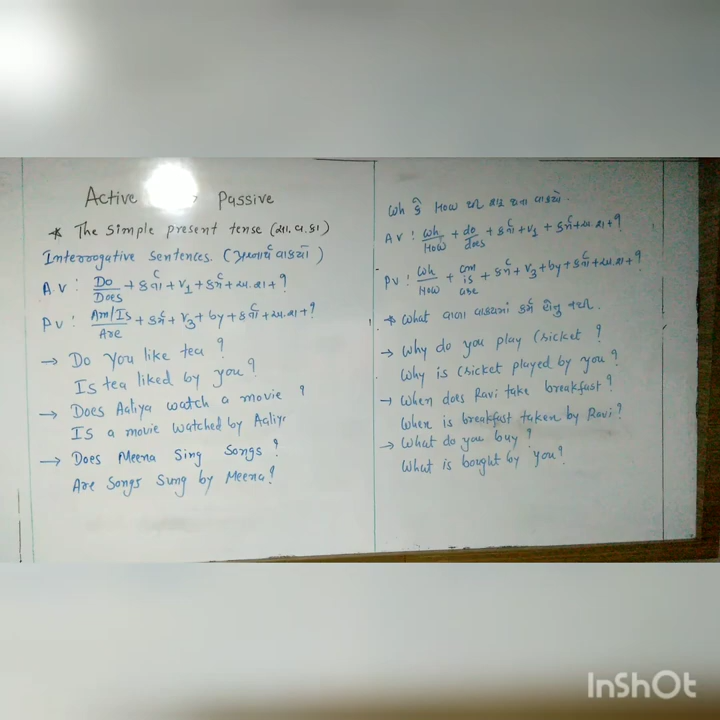 Active → Passive
* The Simple present tense (સા. વ. કા)
Interrogative Sentences. (પ્રશ્નાર્થ વાક્યો)
A.V : Do/Does + કર્તા + V1 + કર્મ + અ. શ. + ?
P.V : Am/Is/Are + કર્મ + V3 + by + કર્તા + અ. શ. + ?
→ Do you like tea ?
Is tea liked by you ?
→ Does Aaliya watch a movie ?
Is a movie watched by Aaliya
→ Does Meena Sing Songs ?
Are Songs Sung by Meena ?
Wh કે How થી શરૂ થતા વાક્યો.
A.V : Wh/How + do/does + કર્તા + V1 + કર્મ + અ. શ. + ?
P.V : Wh/How + am/is/are + કર્મ + V3 + by + કર્તા + અ. શ. + ?
* What વાળા વાક્યમાં કર્મ હોતુ નથી.
→ Why do you play Cricket ?
Why is Cricket played by you ?
→ When does Ravi take breakfast ?
When is breakfast taken by Ravi ?
→ What do you buy ?
What is bought by you ?
InShOt